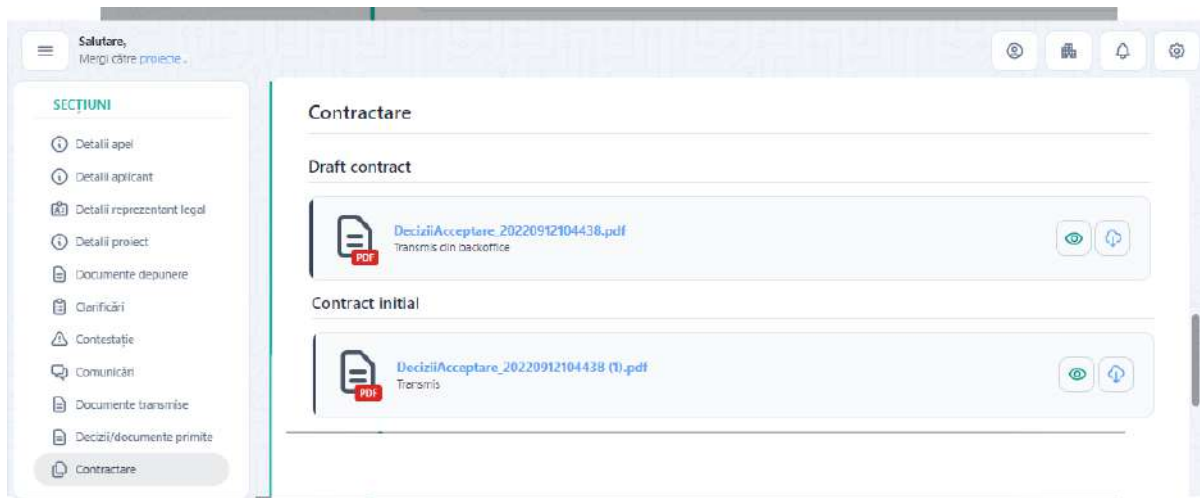 Salutare,
Mergi către proiecte .
SECȚIUNI
Detalii apel
Detalii aplicant
Detalii reprezentant legal
Detalii proiect
Documente depunere
Clarificări
Contestație
Comunicări
Documente transmise
Decizii/documente primite
Contractare
Contractare
Draft contract
DeciziiAcceptare_20220912104438.pdf
Transmis din backoffice
PDF
Contract initial
DeciziiAcceptare_20220912104438 (1).pdf
Transmis
PDF